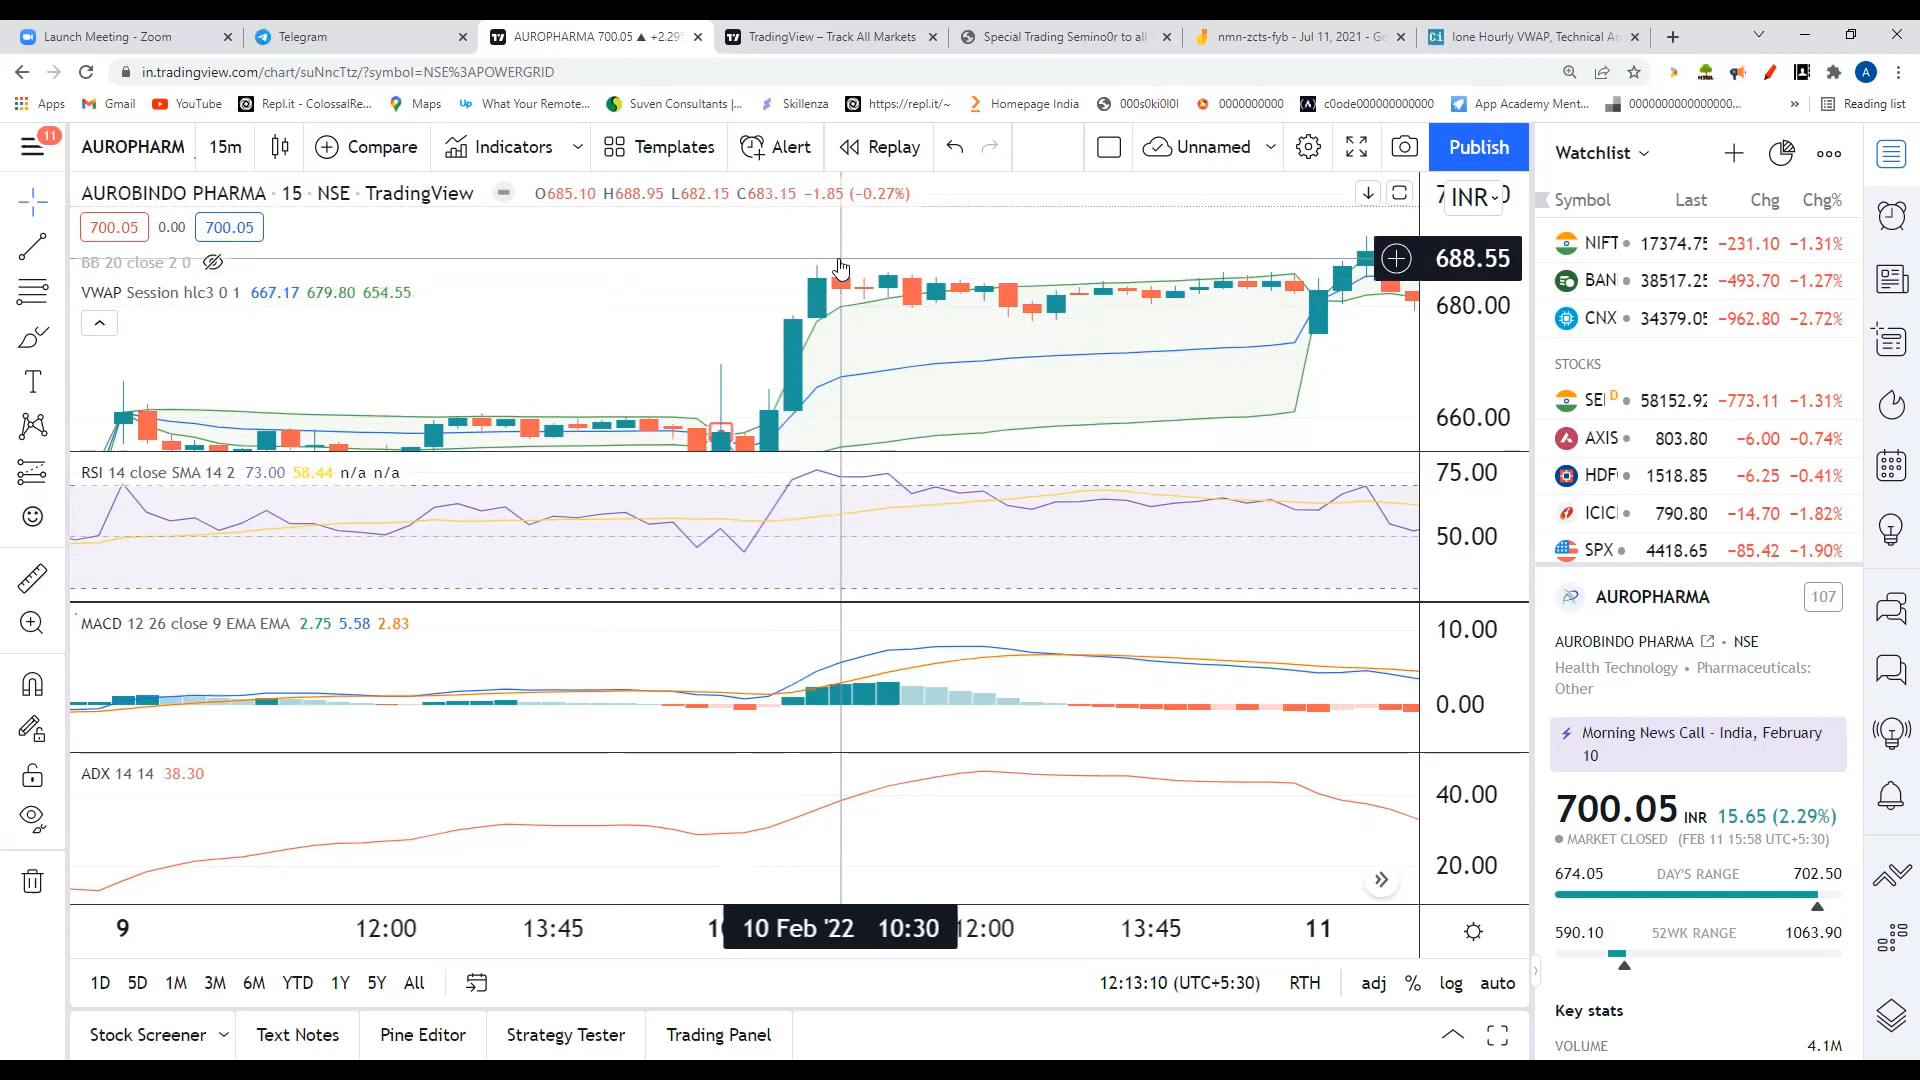 Launch Meeting - Zoom
Telegram
AUROPHARMA 700.05 ▲ +2.29%
TradingView – Track All Markets
Special Trading Semino0r to all
nmn-zcts-fyb - Jul 11, 2021 - Go
lone Hourly VWAP, Technical An
in.tradingview.com/chart/suNncTtz/?symbol=NSE%3APOWERGRID
A
Apps
Gmail
YouTube
Repl.it - ColossalRe...
Maps
What Your Remote...
Suven Consultants |...
Skillenza
https://repl.it/~
Homepage India
000s0ki0l0l
0000000000
c0ode000000000000
App Academy Ment...
0000000000000000...
Reading list
11
AUROPHARM
15m
Compare
Indicators
Templates
Alert
Replay
Unnamed
Publish
Watchlist
AUROBINDO PHARMA · 15 · NSE · TradingView
O685.10 H688.95 L682.15 C683.15 −1.85 (−0.27%)
INR
700.05 0.00 700.05
BB 20 close 2 0
VWAP Session hlc3 0 1 667.17 679.80 654.55
688.55
680.00
660.00
RSI 14 close SMA 14 2 73.00 58.44 n/a n/a
75.00
50.00
MACD 12 26 close 9 EMA EMA 2.75 5.58 2.83
10.00
0.00
ADX 14 14 38.30
40.00
20.00
9
12:00
13:45
10 Feb '22 10:30
12:00
13:45
11
1D 5D 1M 3M 6M YTD 1Y 5Y All
12:13:10 (UTC+5:30)
RTH
adj % log auto
Stock Screener
Text Notes
Pine Editor
Strategy Tester
Trading Panel
Symbol Last Chg Chg%
NIFT 17374.75 −231.10 −1.31%
BAN 38517.25 −493.70 −1.27%
CNX 34379.05 −962.80 −2.72%
STOCKS
SE D 58152.92 −773.11 −1.31%
AXIS 803.80 −6.00 −0.74%
HDF 1518.85 −6.25 −0.41%
ICIC 790.80 −14.70 −1.82%
SPX 4418.65 −85.42 −1.90%
AUROPHARMA
107
AUROBINDO PHARMA • NSE
Health Technology • Pharmaceuticals:
Other
Morning News Call - India, February
10
700.05 INR 15.65 (2.29%)
MARKET CLOSED (FEB 11 15:58 UTC+5:30)
674.05 DAY'S RANGE 702.50
590.10 52WK RANGE 1063.90
Key stats
VOLUME 4.1M